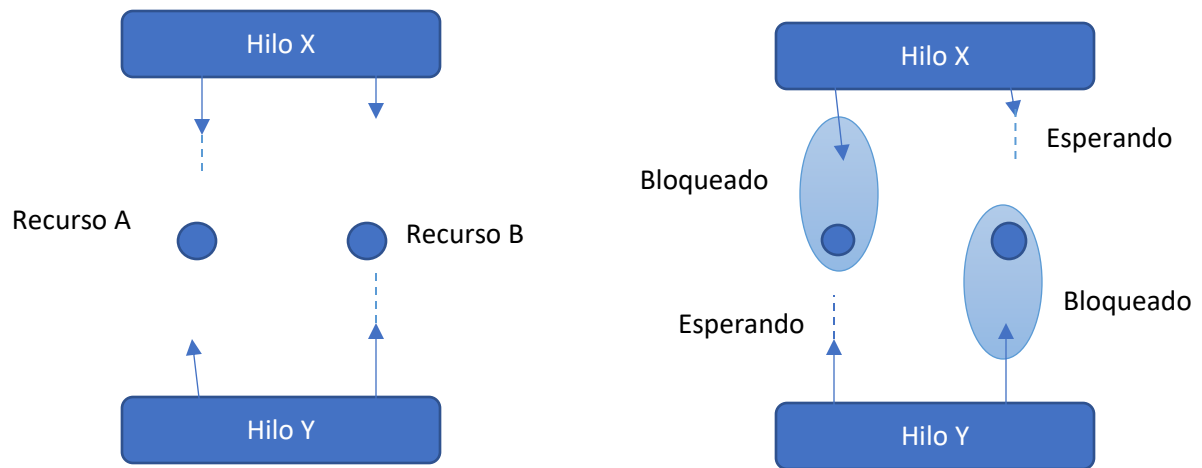 Hilo X
Recurso A
Recurso B
Hilo Y
Hilo X
Esperando
Bloqueado
Bloqueado
Esperando
Hilo Y